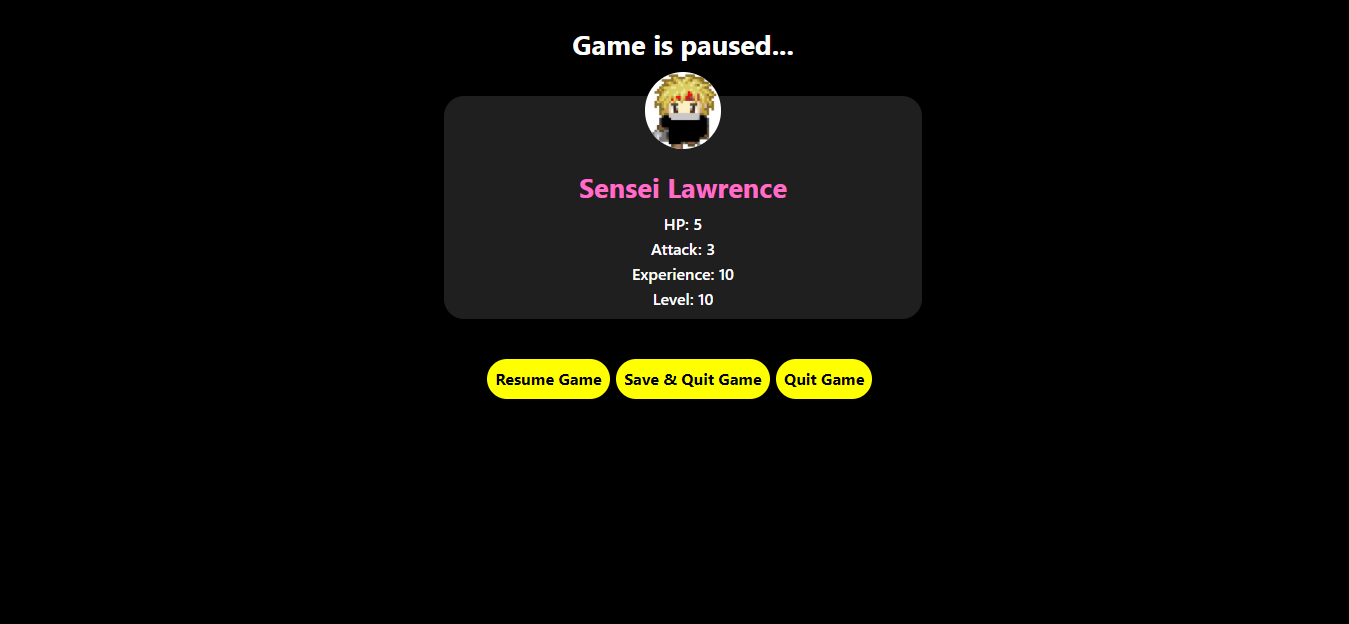 Game is paused...
Sensei Lawrence
HP: 5
Attack: 3
Experience: 10
Level: 10
Resume Game
Save & Quit Game
Quit Game